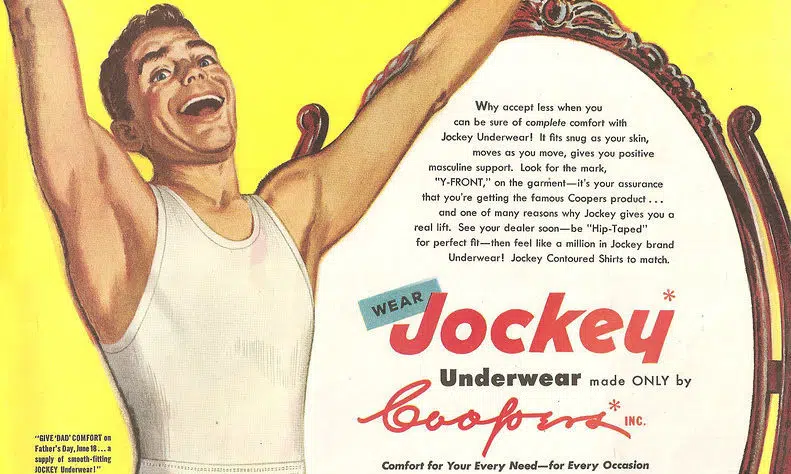 Why accept less when you
can be sure of complete comfort with
Jockey Underwear! It fits snug as your skin,
moves as you move, gives you positive
masculine support. Look for the mark,
"Y-FRONT," on the garment—it's your assurance
that you're getting the famous Coopers product . . .
and one of many reasons why Jockey gives you a
real lift. See your dealer soon—be "Hip-Taped"
for perfect fit—then feel like a million in Jockey brand
Underwear! Jockey Contoured Shirts to match.
WEAR
Jockey*
Underwear made ONLY by
Coopers* INC.
Comfort for Your Every Need—for Every Occasion
"GIVE 'DAD' COMFORT on
Father's Day, June 18 . . . a
supply of smooth-fitting
JOCKEY Underwear!"